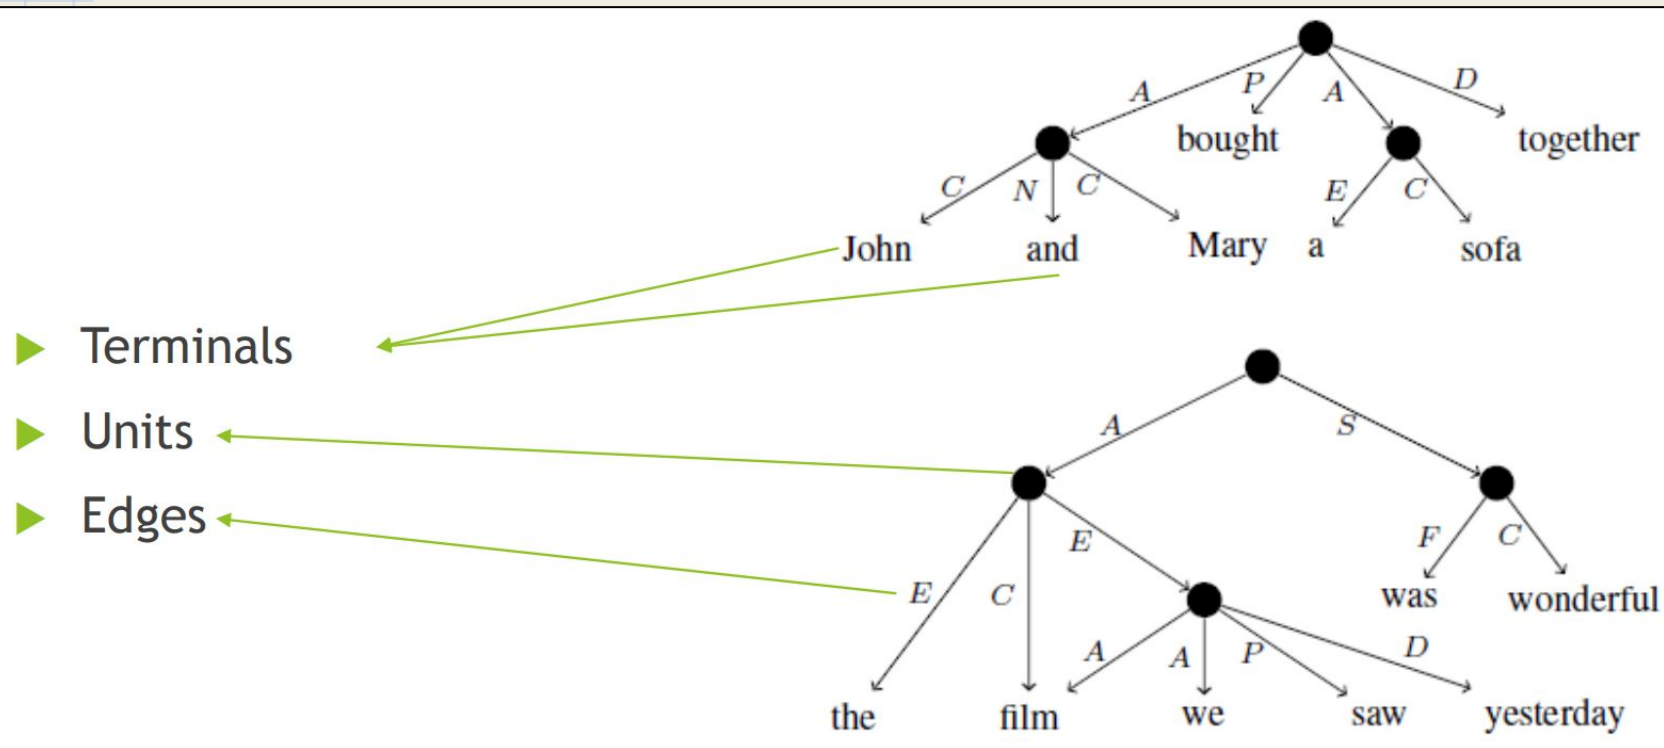 A P A D
bought together
C N C E C
John and Mary a sofa
Terminals
Units
Edges
A S
E F C
E C was wonderful
A A P D
the film we saw yesterday